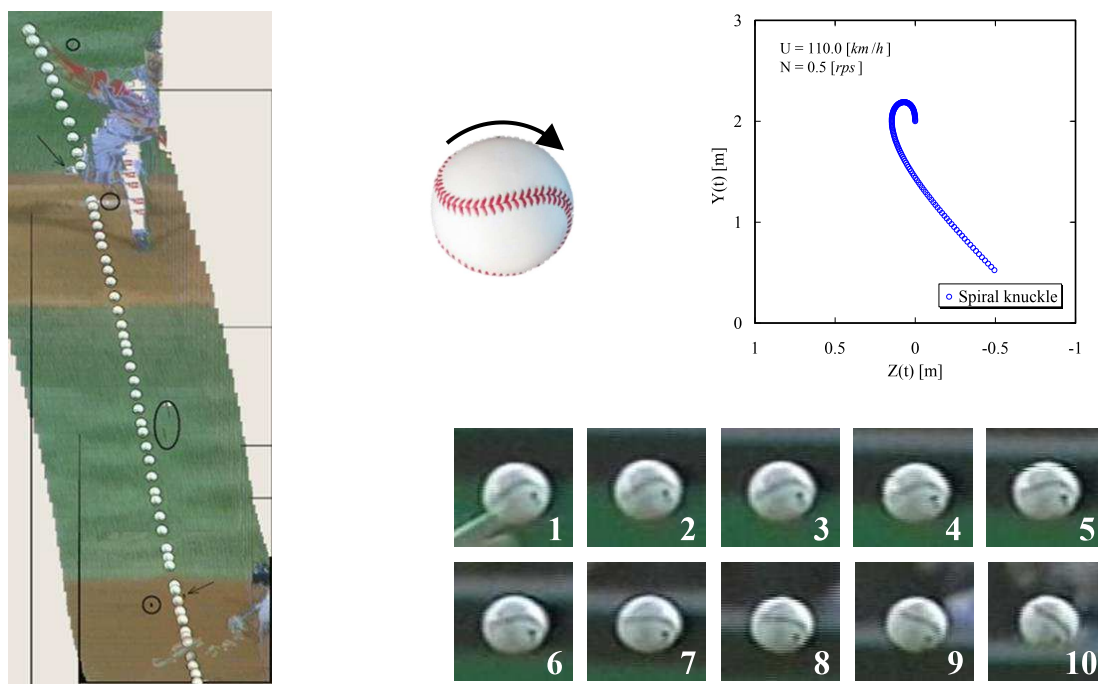 3
U = 110.0 [km/h]
N = 0.5 [rps]
2
Y(t) [m]
1
Spiral knuckle
0
1 0.5 0 -0.5 -1
Z(t) [m]
1 2 3 4 5
6 7 8 9 10